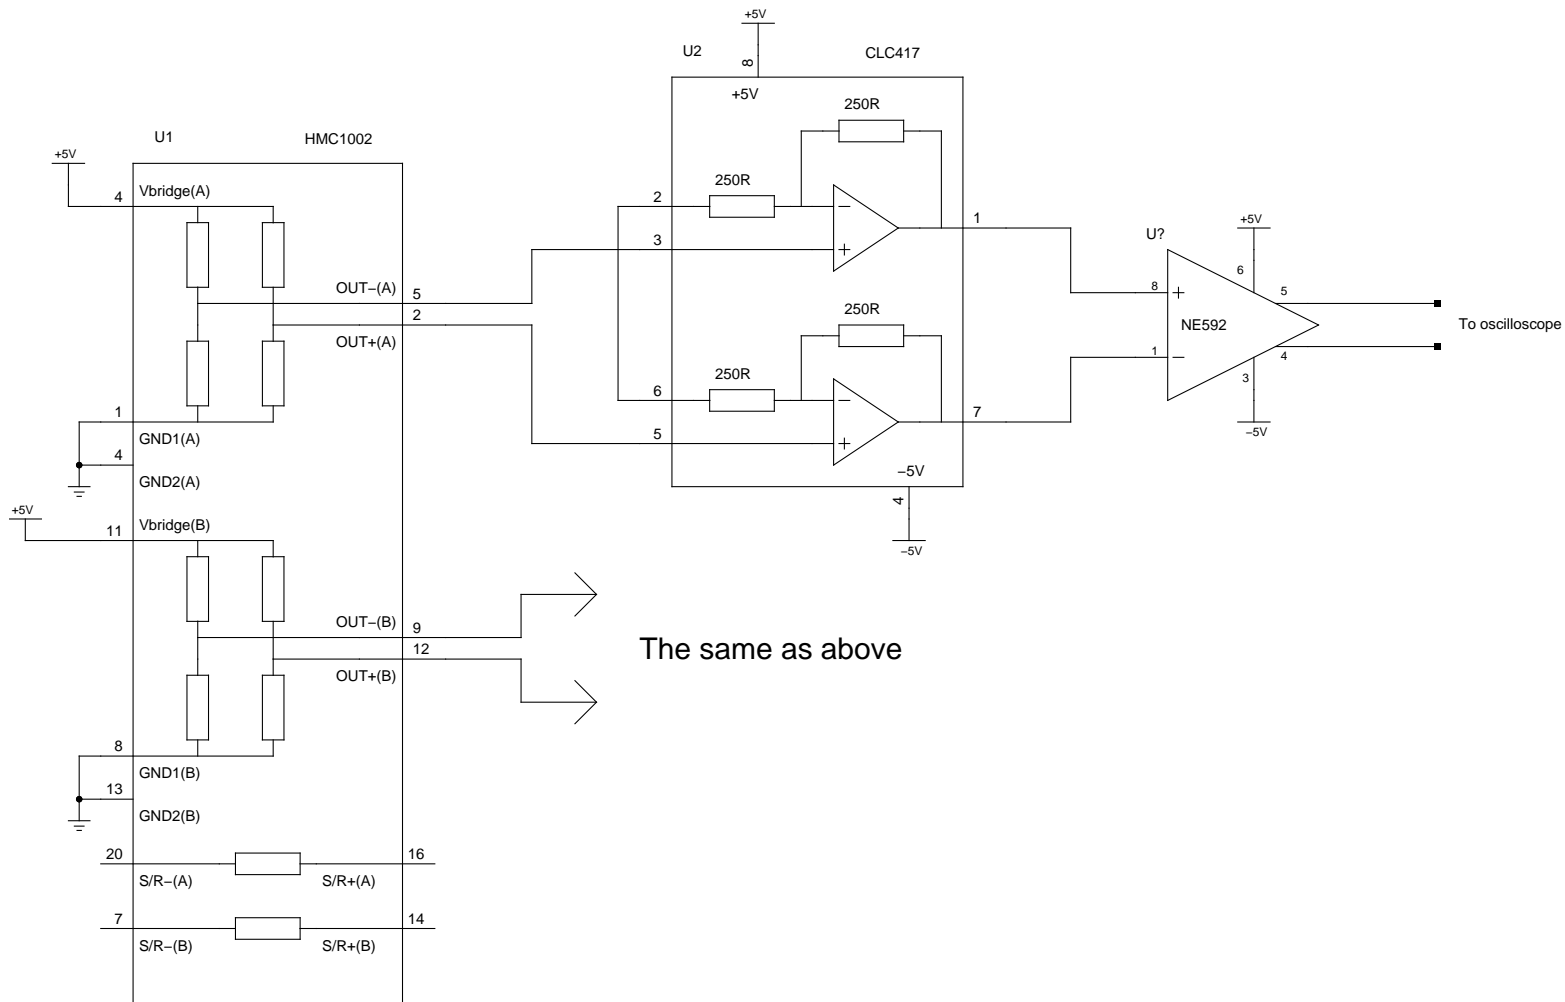 +5V
U2 CLC417
8
+5V
250R
U1 HMC1002
+5V
4 Vbridge(A)
2 250R
3
1
U?
+5V
6
8 +
NE592
1 −
5
4
3
−5V
To oscilloscope
OUT−(A) 5
2
OUT+(A)
− 
+
250R
6 250R
5
7
−
+
−5V
4
−5V
1
GND1(A)
4
GND2(A)
+5V
11 Vbridge(B)
OUT−(B) 9
12
OUT+(B)
The same as above
8
GND1(B)
13
GND2(B)
20 16
S/R−(A) S/R+(A)
7 14
S/R−(B) S/R+(B)